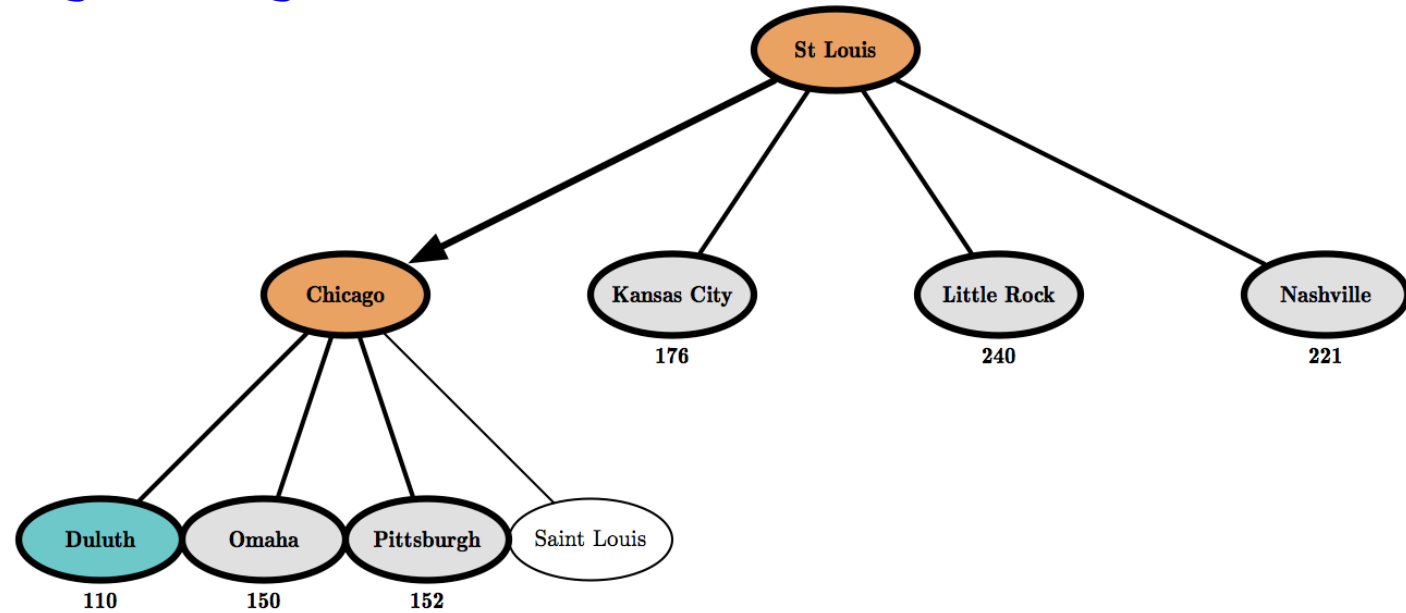 St Louis
Chicago
Kansas City
Little Rock
Nashville
176
240
221
Duluth
Omaha
Pittsburgh
Saint Louis
110
150
152